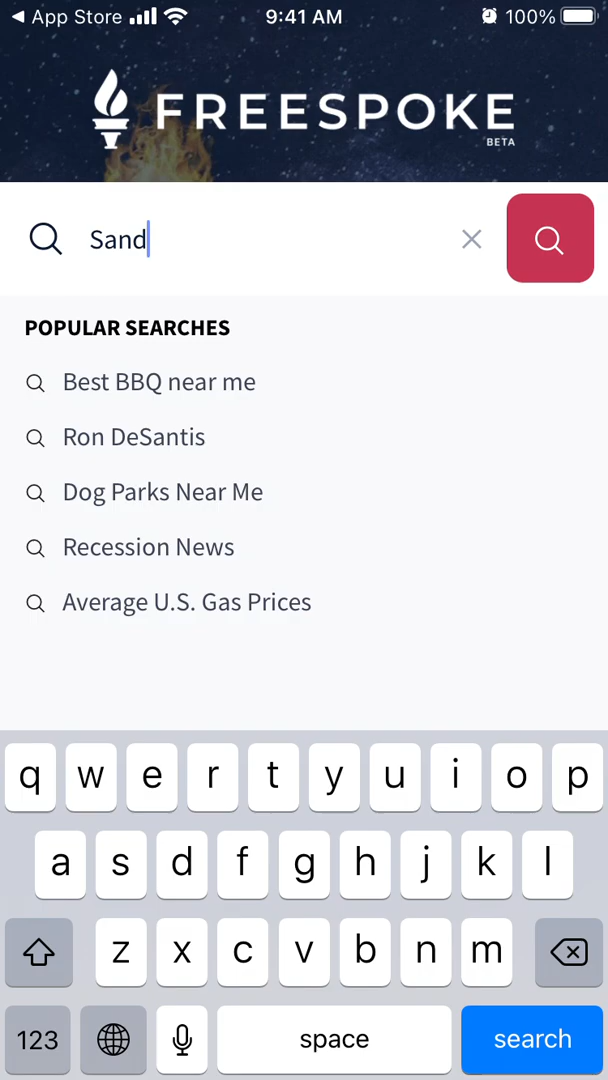 App Store 9:41 AM 100%
FREESPOKE
BETA
Sand
POPULAR SEARCHES
Best BBQ near me
Ron DeSantis
Dog Parks Near Me
Recession News
Average U.S. Gas Prices
q w e r t y u i o p
a s d f g h j k l
z x c v b n m
123 space search